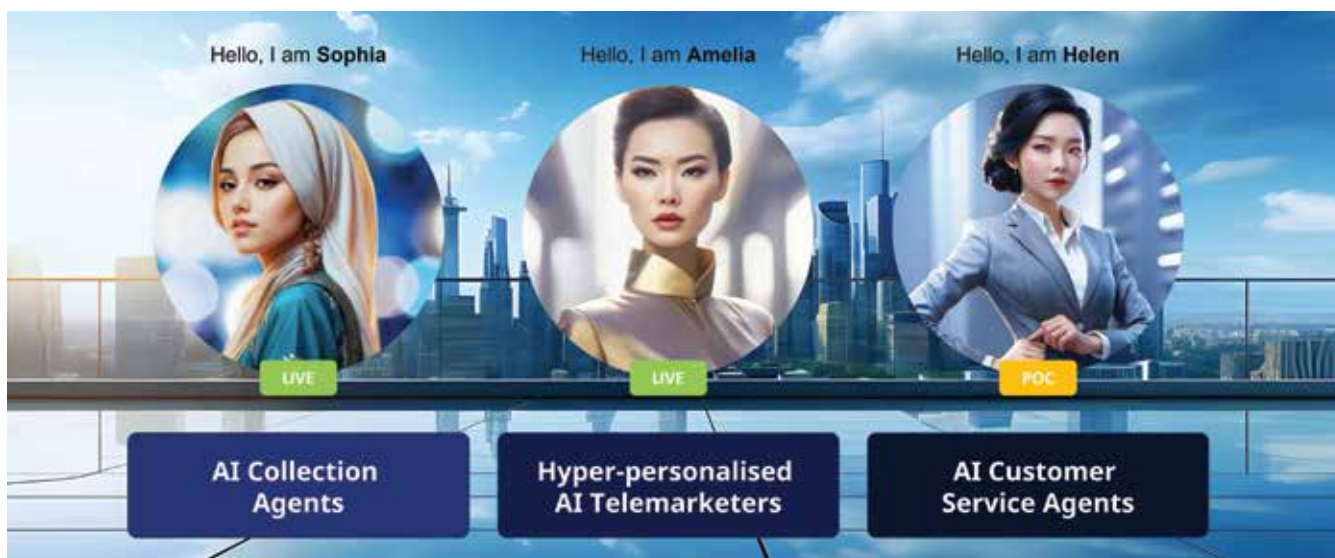 Hello, I am Sophia
Hello, I am Amelia
Hello, I am Helen
LIVE
LIVE
POC
AI Collection
Agents
Hyper-personalised
AI Telemarketers
AI Customer
Service Agents